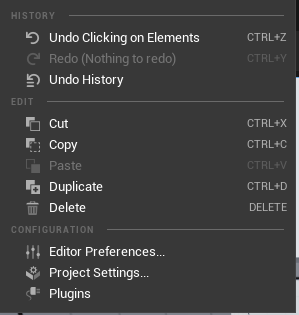 HISTORY
Undo Clicking on Elements CTRL+Z
Redo (Nothing to redo) CTRL+Y
Undo History
EDIT
Cut CTRL+X
Copy CTRL+C
Paste CTRL+V
Duplicate CTRL+D
Delete DELETE
CONFIGURATION
Editor Preferences...
Project Settings...
Plugins